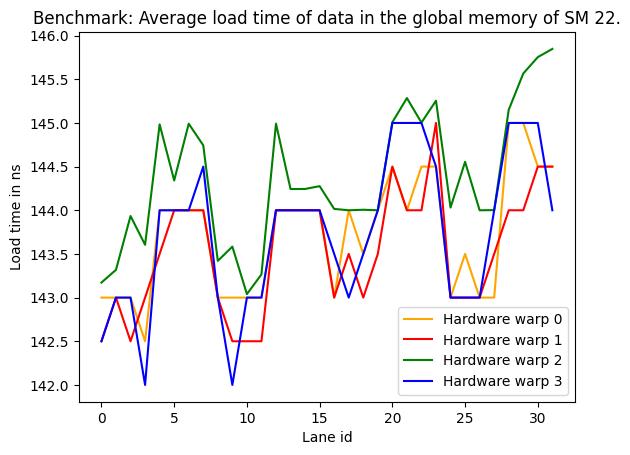 Benchmark: Average load time of data in the global memory of SM 22.
146.0
145.5
145.0
144.5
144.0
143.5
143.0
142.5
142.0
Load time in ns
Hardware warp 0
Hardware warp 1
Hardware warp 2
Hardware warp 3
0 5 10 15 20 25 30
Lane id